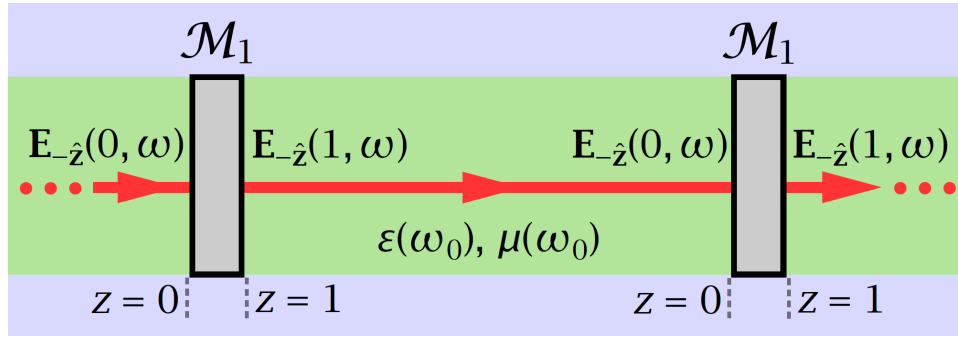 ℳ₁ ℳ₁
𝐄₋ẑ(0, ω) 𝐄₋ẑ(1, ω) 𝐄₋ẑ(0, ω) 𝐄₋ẑ(1, ω)
ε(ω₀), μ(ω₀)
z = 0 z = 1 z = 0 z = 1